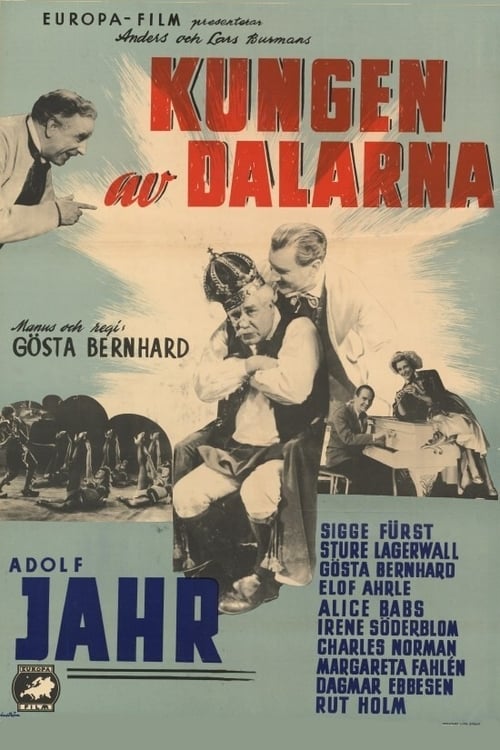 EUROPA-FILM presenterar
Anders och Lars Burmans
KUNGEN
av DALARNA
Manus och regi:
GÖSTA BERNHARD
ADOLF
JAHR
SIGGE FÜRST
STURE LAGERWALL
GÖSTA BERNHARD
ELOF AHRLE
ALICE BABS
IRENE SÖDERBLOM
CHARLES NORMAN
MARGARETA FAHLÉN
DAGMAR EBBESEN
RUT HOLM
EUROPA
FILM